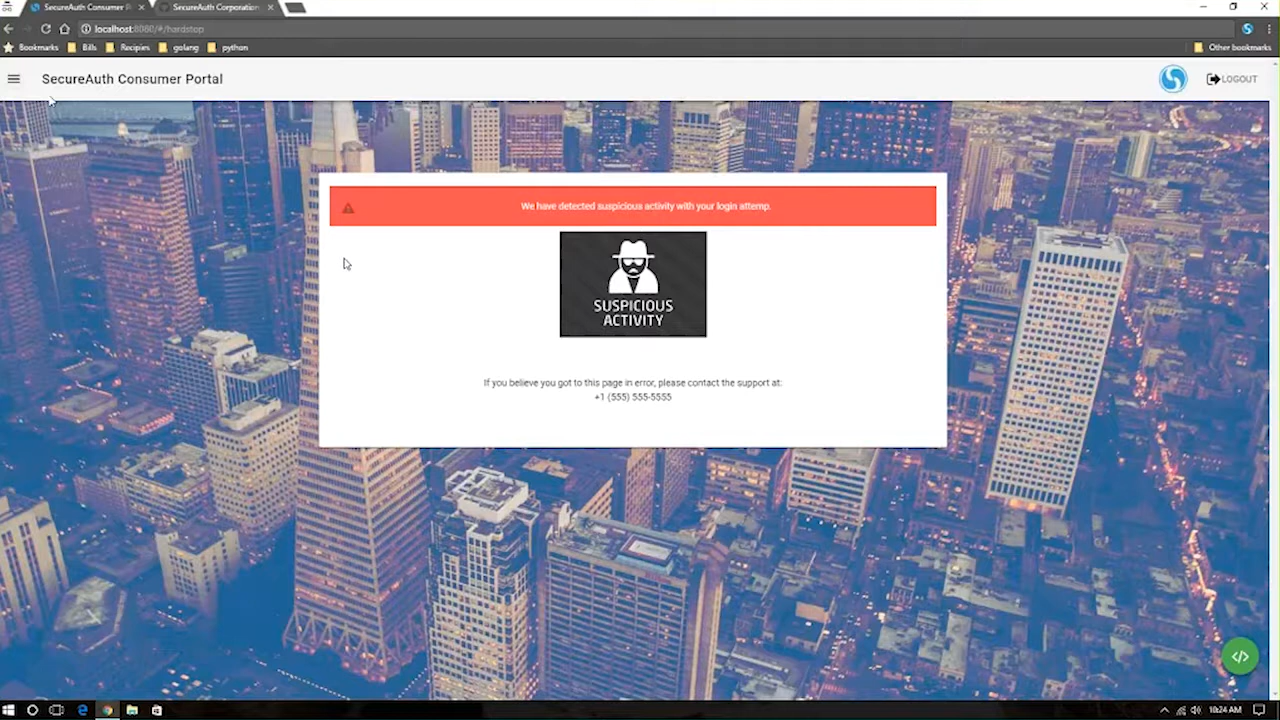 SecureAuth Consumer P
SecureAuth Corporation
localhost:8080/#/hardstop
Bookmarks
Bills
Recipies
golang
python
Other bookmarks
SecureAuth Consumer Portal
LOGOUT
We have detected suspicious activity with your login attemp.
SUSPICIOUS
ACTIVITY
If you believe you got to this page in error, please contact the support at:
+1 (555) 555-5555
</>
10:24 AM